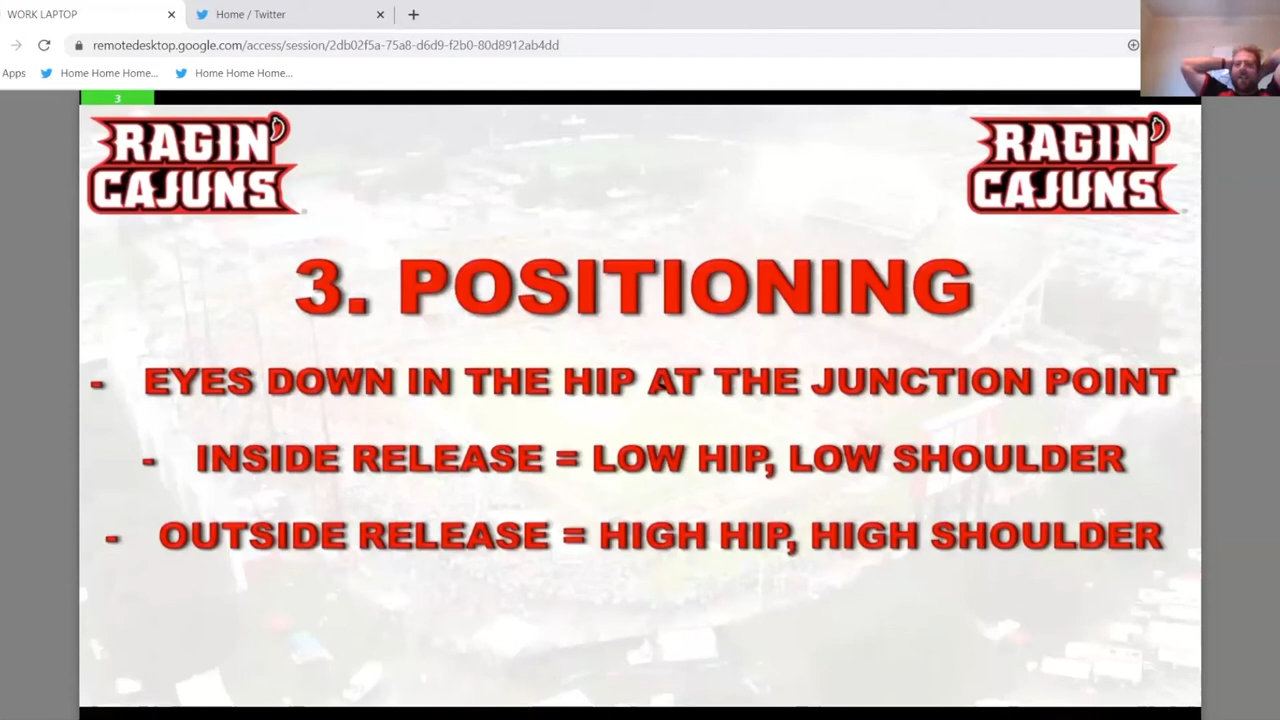 WORK LAPTOP
Home / Twitter
remotedesktop.google.com/access/session/2db02f5a-75a8-d6d9-f2b0-80d8912ab4dd
Apps
Home Home Home...
Home Home Home...
3
RAGIN'
CAJUNS
RAGIN'
CAJUNS
3. POSITIONING
- EYES DOWN IN THE HIP AT THE JUNCTION POINT
- INSIDE RELEASE = LOW HIP, LOW SHOULDER
- OUTSIDE RELEASE = HIGH HIP, HIGH SHOULDER